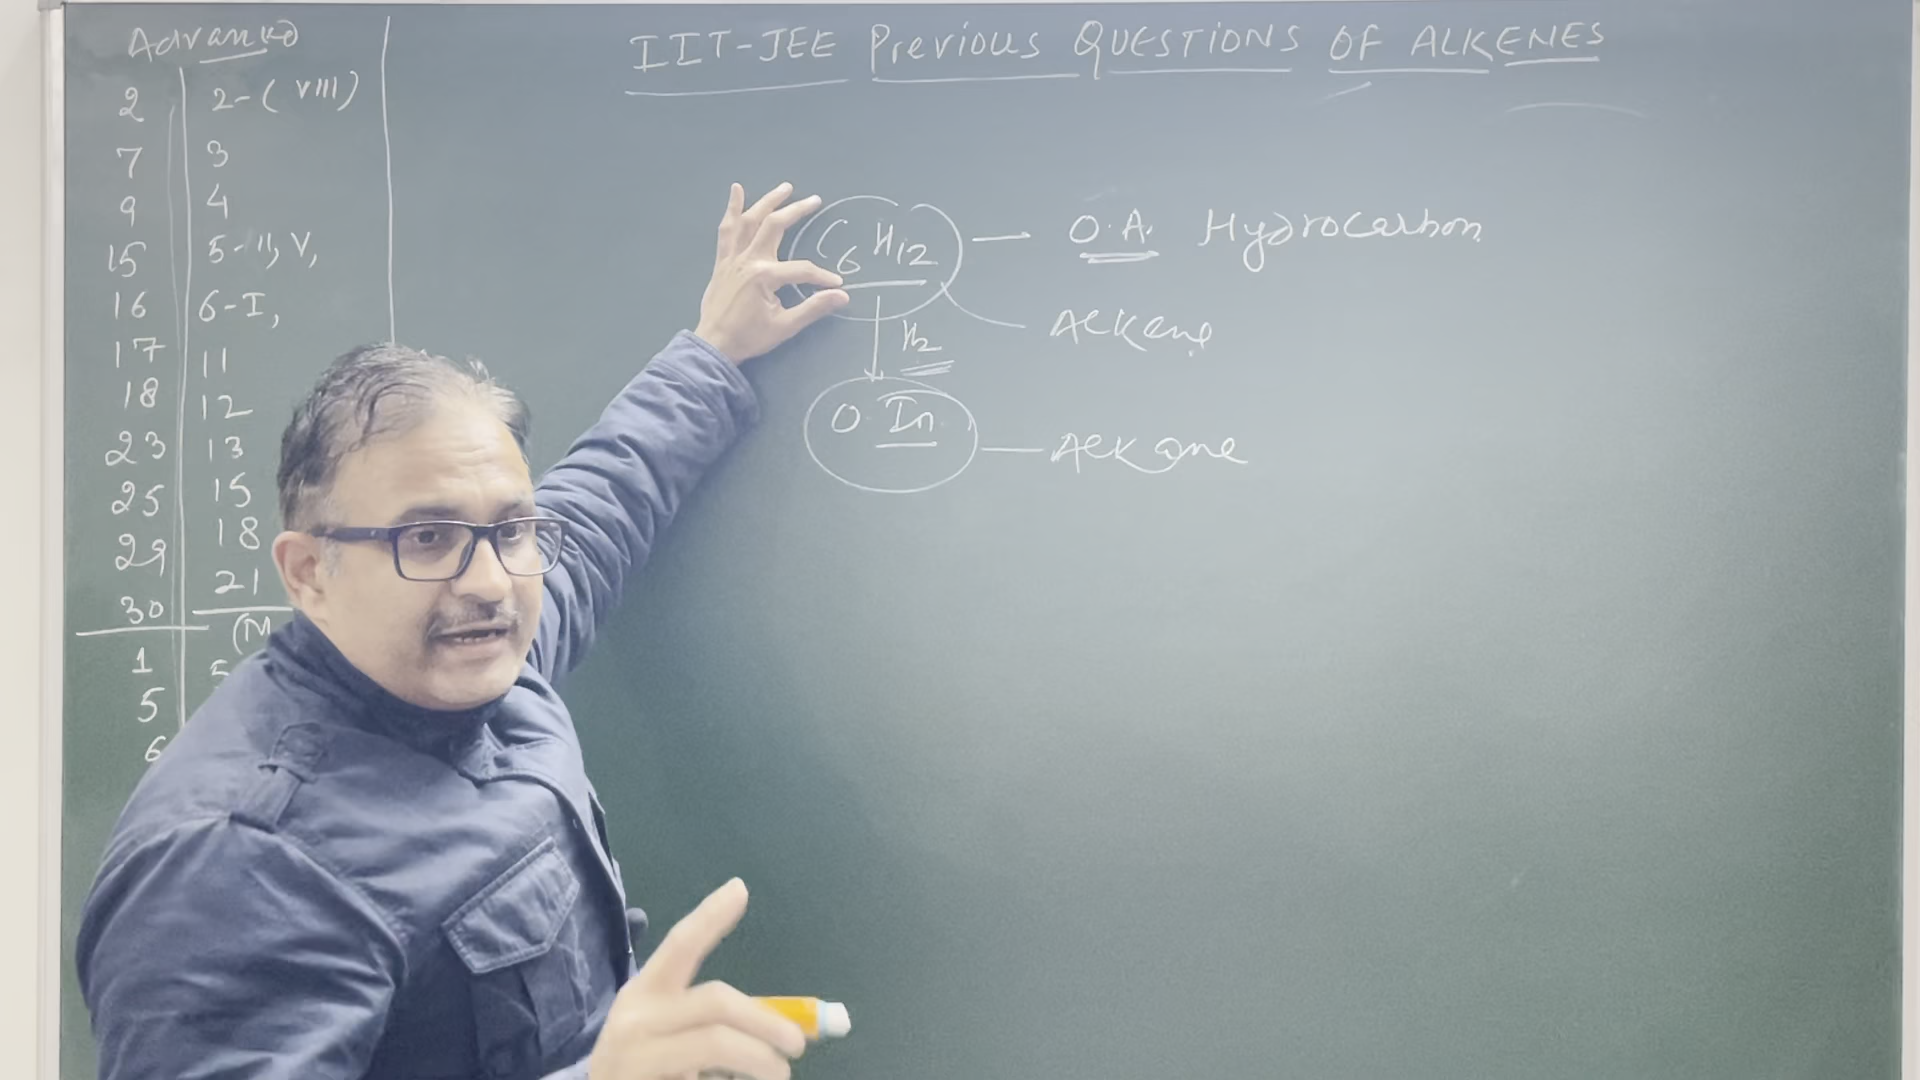 Advanced
IIT-JEE Previous QUESTIONS OF ALKENES
2 2-(VIII)
7 3
9 4
15 5-II, V,
16 6-I,
17 11
18 12
23 13
25 15
29 18
30 21
(M
1 5
5
6
C6H12 → O.A. Hydrocarbon
Alkene
H2
O. In — Alkane